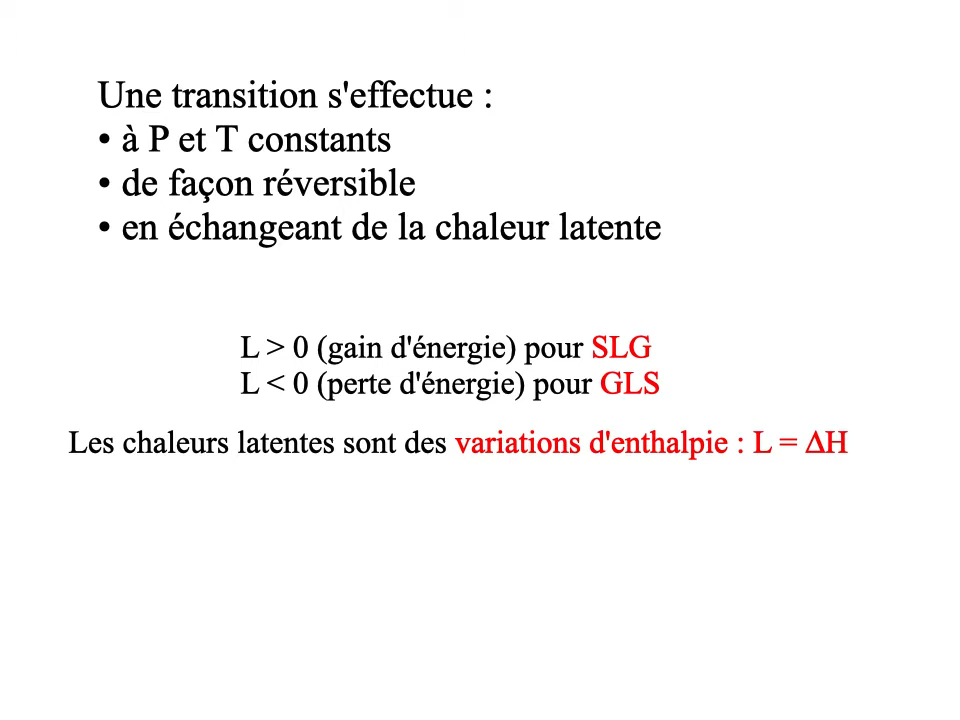 Une transition s'effectue :
• à P et T constants
• de façon réversible
• en échangeant de la chaleur latente
L > 0 (gain d'énergie) pour SLG
L < 0 (perte d'énergie) pour GLS
Les chaleurs latentes sont des variations d'enthalpie : L = ΔH